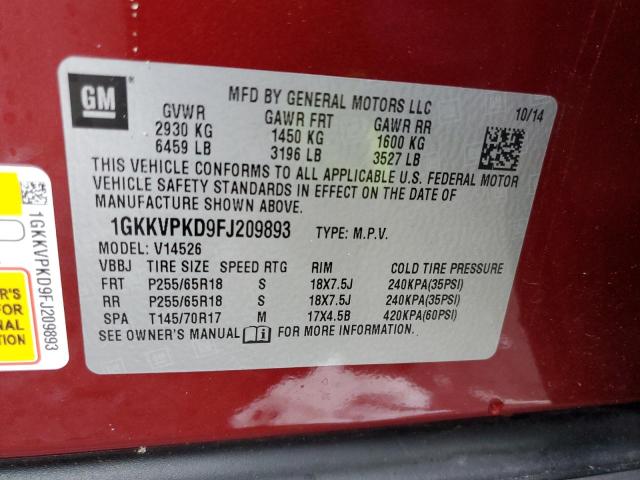 GM
MFD BY GENERAL MOTORS LLC
10/14
GVWR GAWR FRT GAWR RR
2930 KG 1450 KG 1600 KG
6459 LB 3196 LB 3527 LB
THIS VEHICLE CONFORMS TO ALL APPLICABLE U.S. FEDERAL MOTOR
VEHICLE SAFETY STANDARDS IN EFFECT ON THE DATE OF
MANUFACTURE SHOWN ABOVE.
1GKKVPKD9FJ209893 TYPE: M.P.V.
MODEL: V14526
VBBJ TIRE SIZE SPEED RTG RIM COLD TIRE PRESSURE
FRT P255/65R18 S 18X7.5J 240KPA(35PSI)
RR P255/65R18 S 18X7.5J 240KPA(35PSI)
SPA T145/70R17 M 17X4.5B 420KPA(60PSI)
SEE OWNER'S MANUAL FOR MORE INFORMATION
1GKKVPKD9FJ209893